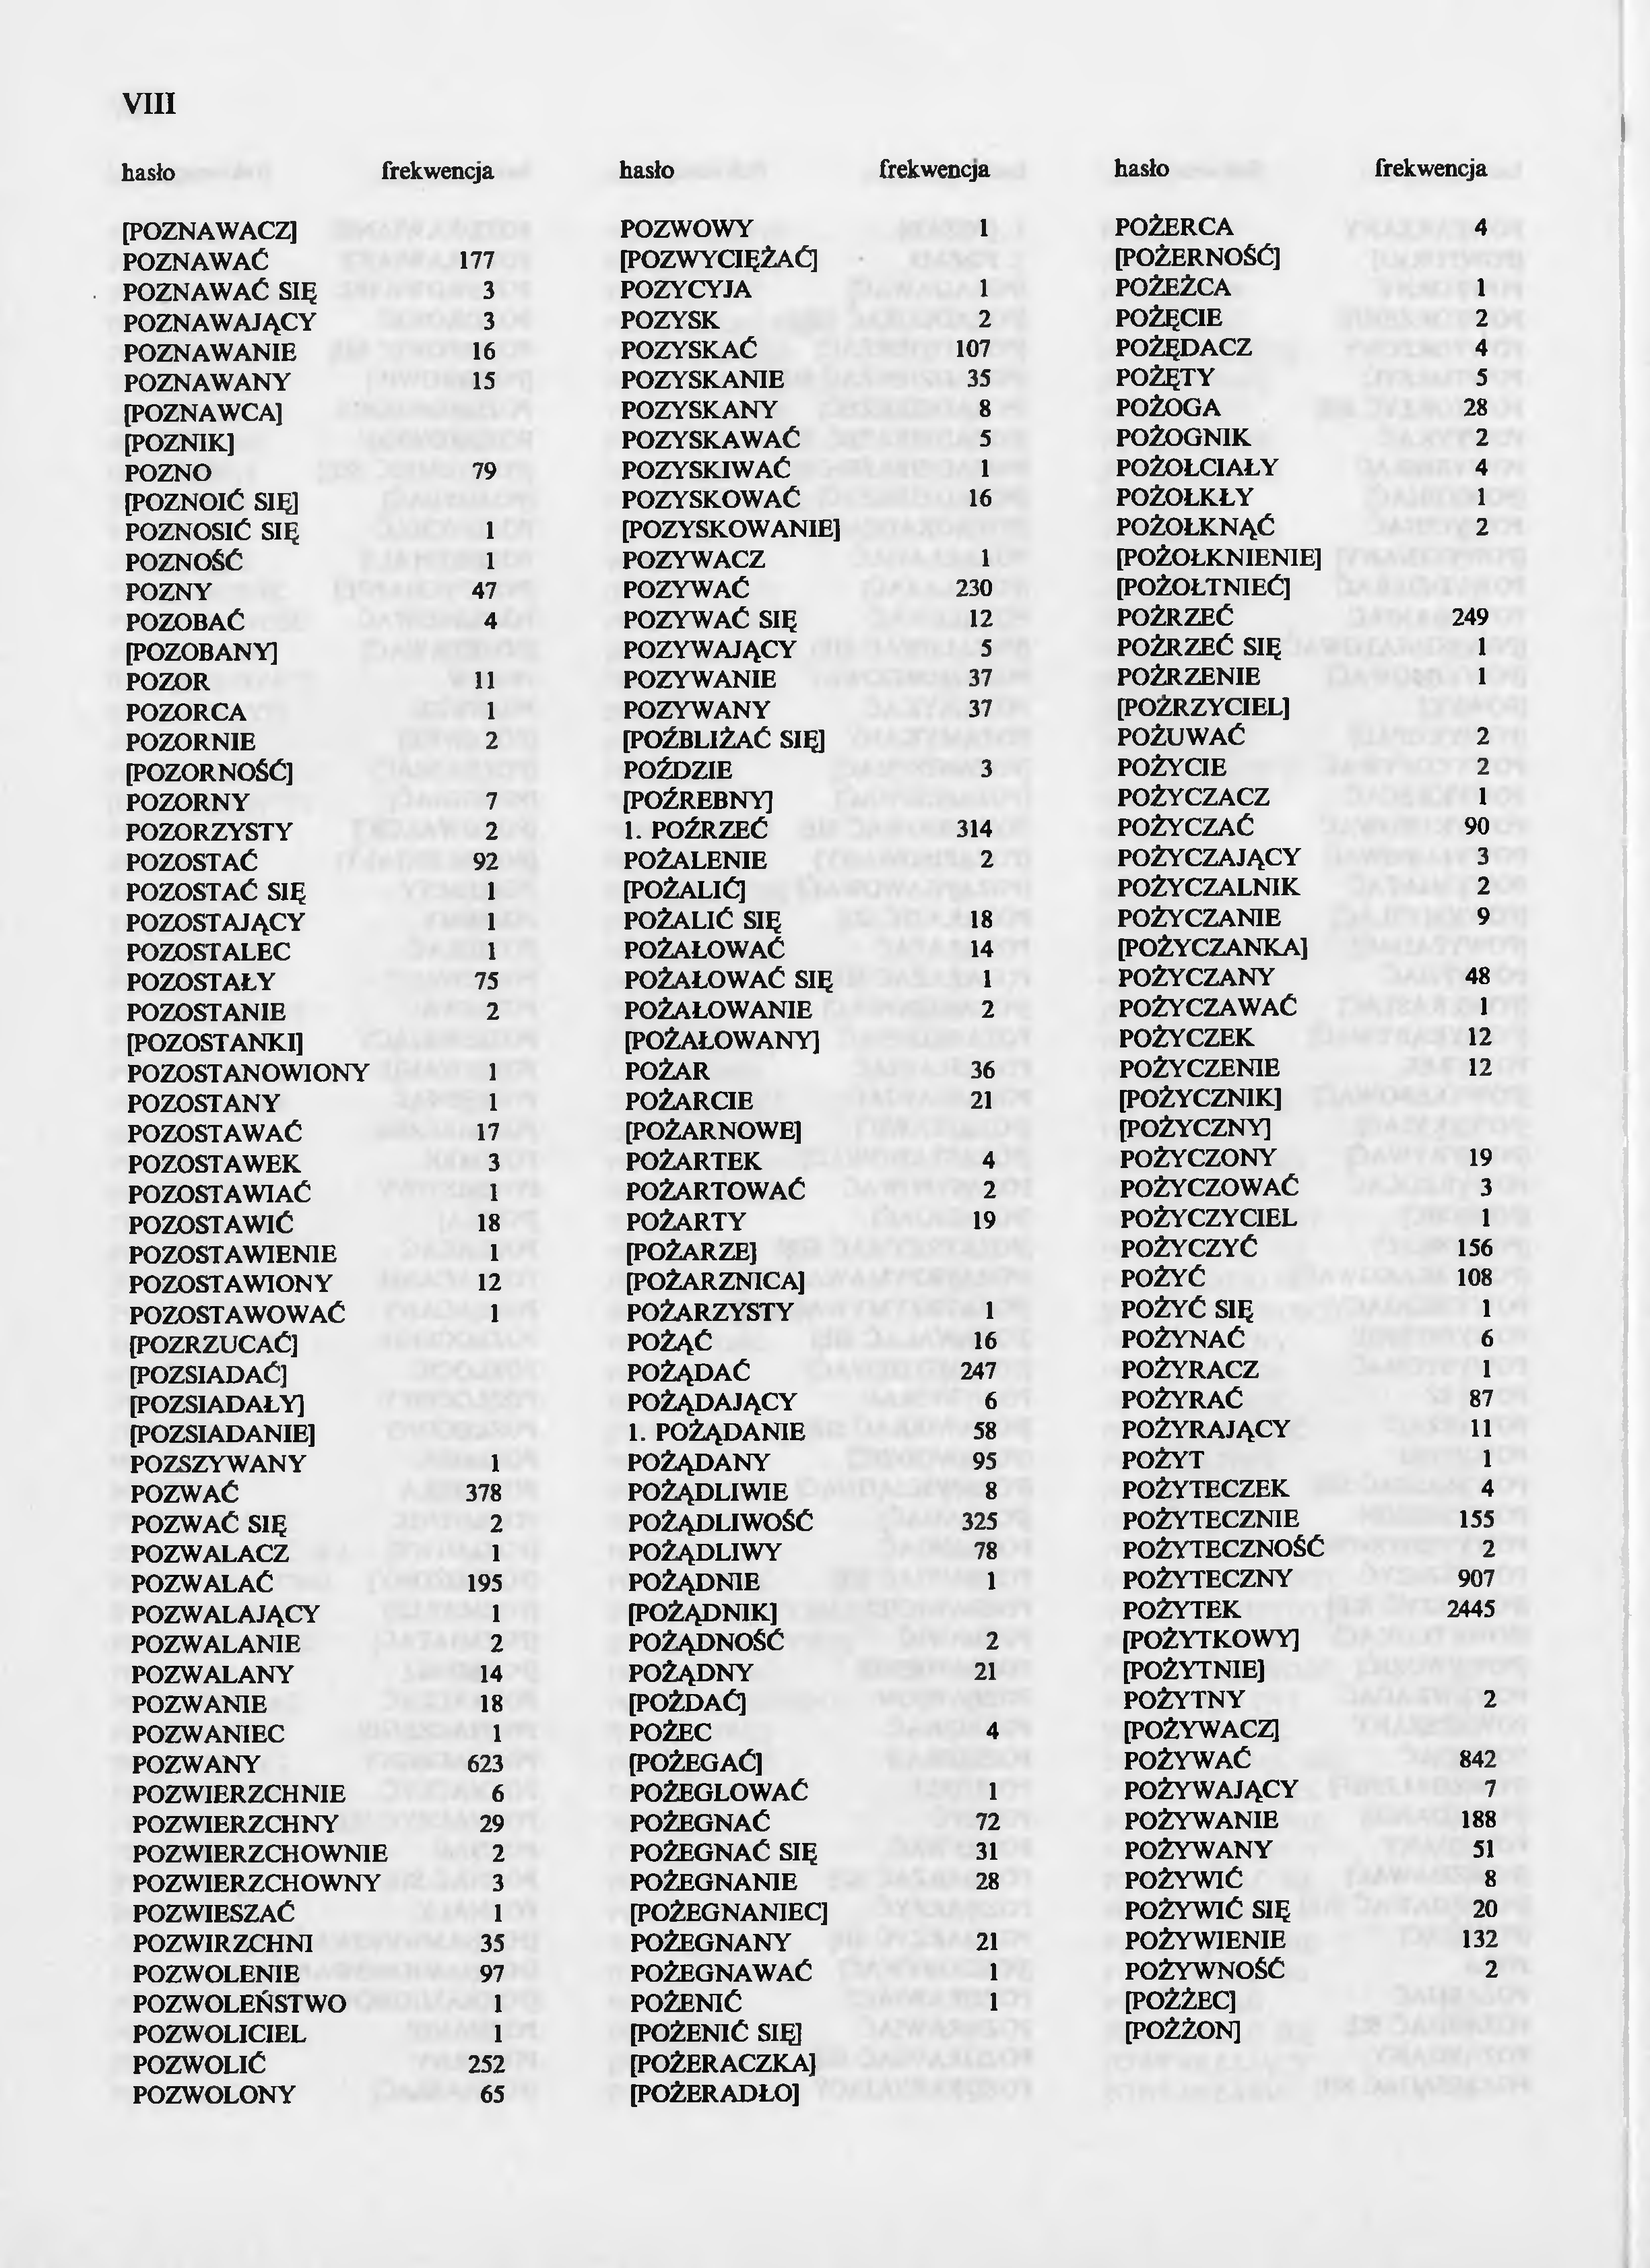 VIII
hasło frekwencja
[POZNAWACZ]
POZNAWAĆ 177
POZNAWAĆ SIĘ 3
POZNAWAJĄCY 3
POZNAWANIE 16
POZNAWANY 15
[POZNAWCA]
[POZNIK]
POZNO 79
[POZNOIĆ SIĘ]
POZNOSIĆ SIĘ 1
POZNOŚĆ 1
POZNY 47
POZOBAĆ 4
[POZOBANY]
POZOR 11
POZORCA 1
POZORNIE 2
[POZORNOŚĆ]
POZORNY 7
POZORZYSTY 2
POZOSTAĆ 92
POZOSTAĆ SIĘ 1
POZOSTAJĄCY 1
POZOSTALEC 1
POZOSTAŁY 75
POZOSTANIE 2
[POZOSTANKI]
POZOSTANOWIONY 1
POZOSTANY 1
POZOSTAWAĆ 17
POZOSTAWEK 3
POZOSTAWIAĆ 1
POZOSTAWIĆ 18
POZOSTAWIENIE 1
POZOSTAWIONY 12
POZOSTAWOWAĆ 1
[POZRZUCAĆ]
[POZSIADAĆ]
[POZSIADAŁY]
[POZSIADANIE]
POZSZYWANY 1
POZWAĆ 378
POZWAĆ SIĘ 2
POZWALACZ 1
POZWALAĆ 195
POZWALAJĄCY 1
POZWALANIE 2
POZWALANY 14
POZWANIE 18
POZWANIEC 1
POZWANY 623
POZWIERZCHNIE 6
POZWIERZCHNY 29
POZWIERZCHOWNIE 2
POZWIERZCHOWNY 3
POZWIESZAĆ 1
POZWIRZCHNI 35
POZWOLENIE 97
POZWOLEŃSTWO 1
POZWOLICIEL 1
POZWOLIĆ 252
POZWOLONY 65
hasło frekwencja
POZWOWY 1
[POZWYCIĘŻAĆ]
POZYCYJA 1
POZYSK 2
POZYSKAĆ 107
POZYSKANIE 35
POZYSKANY 8
POZYSKAWAĆ 5
POZYSKIWAĆ 1
POZYSKOWAĆ 16
[POZYSKOWANIE]
POZYWACZ 1
POZYWAĆ 230
POZYWAĆ SIĘ 12
POZYWAJĄCY 5
POZYWANIE 37
POZYWANY 37
[POŹBLIŻAĆ SIĘ]
POŹDZIE 3
[POŹREBNY]
1. POŹRZEĆ 314
POŻALENIE 2
[POŻALIĆ]
POŻALIĆ SIĘ 18
POŻAŁOWAĆ 14
POŻAŁOWAĆ SIĘ 1
POŻAŁOWANIE 2
[POŻAŁOWANY]
POŻAR 36
POŻARCIE 21
[POŻARNOWE]
POŻARTEK 4
POŻARTOWAĆ 2
POŻARTY 19
[POŻARZE]
[POŻARZNICA]
POŻARZYSTY 1
POŻĄĆ 16
POŻĄDAĆ 247
POŻĄDAJĄCY 6
1. POŻĄDANIE 58
POŻĄDANY 95
POŻĄDLIWIE 8
POŻĄDLIWOŚĆ 325
POŻĄDLIWY 78
POŻĄDNIE 1
[POŻĄDNIK]
POŻĄDNOŚĆ 2
POŻĄDNY 21
[POŻDAĆ]
POŻEC 4
[POŻEGAĆ]
POŻEGLOWAĆ 1
POŻEGNAĆ 72
POŻEGNAĆ SIĘ 31
POŻEGNANIE 28
[POŻEGNANIEC]
POŻEGNANY 21
POŻEGNAWAĆ 1
POŻENIĆ 1
[POŻENIĆ SIĘ]
[POŻERACZKA]
[POŻERADŁO]
hasło frekwencja
POŻERCA 4
[POŻERNOŚĆ]
POŻEŻCA 1
POŻĘCIE 2
POŻĘDACZ 4
POŻĘTY 5
POŻOGA 28
POŻOGNIK 2
POŻOŁCIAŁY 4
POŻOŁKŁY 1
POŻOŁKNĄĆ 2
[POŻOŁKNIENIE]
[POŻOŁTNIEĆ]
POŻRZEĆ 249
POŻRZEĆ SIĘ 1
POŻRZENIE 1
[POŻRZYCIEL]
POŻUWAĆ 2
POŻYCIE 2
POŻYCZACZ 1
POŻYCZAĆ 90
POŻYCZAJĄCY 3
POŻYCZALNIK 2
POŻYCZANIE 9
[POŻYCZANKA]
POŻYCZANY 48
POŻYCZAWAĆ 1
POŻYCZEK 12
POŻYCZENIE 12
[POŻYCZNIK]
[POŻYCZNY]
POŻYCZONY 19
POŻYCZOWAĆ 3
POŻYCZYCIEL 1
POŻYCZYĆ 156
POŻYĆ 108
POŻYĆ SIĘ 1
POŻYNAĆ 6
POŻYRACZ 1
POŻYRAĆ 87
POŻYRAJĄCY 11
POŻYT 1
POŻYTECZEK 4
POŻYTECZNIE 155
POŻYTECZNOŚĆ 2
POŻYTECZNY 907
POŻYTEK 2445
[POŻYTKOWY]
[POŻYTNIE]
POŻYTNY 2
[POŻYWACZ]
POŻYWAĆ 842
POŻYWAJĄCY 7
POŻYWANIE 188
POŻYWANY 51
POŻYWIĆ 8
POŻYWIĆ SIĘ 20
POŻYWIENIE 132
POŻYWNOŚĆ 2
[POŻŻEC]
[POŻŻON]